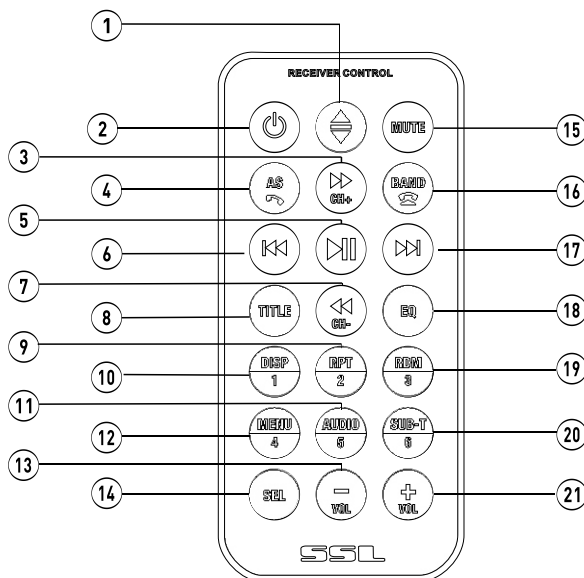 1
RECEIVER CONTROL
2
MUTE
15
3
4
AS
CH+
BAND
16
5
6
17
7
8
TITLE
CH-
EQ
18
9
DISP
RPT
RDM
10
1
2
3
19
11
MENU
AUDIO
SUB-T
12
4
5
6
20
13
14
SEL
VOL
VOL
21
SSL